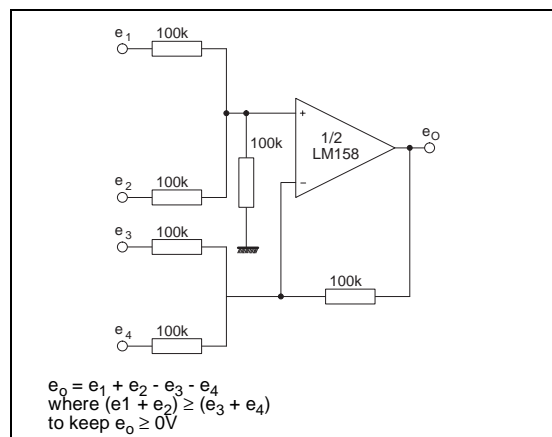 e1
100k
+
1/2
LM158
eO
100k
−
e2
100k
e3
100k
100k
e4
100k
eo = e1 + e2 - e3 - e4
where (e1 + e2) ≥ (e3 + e4)
to keep eo ≥ 0V